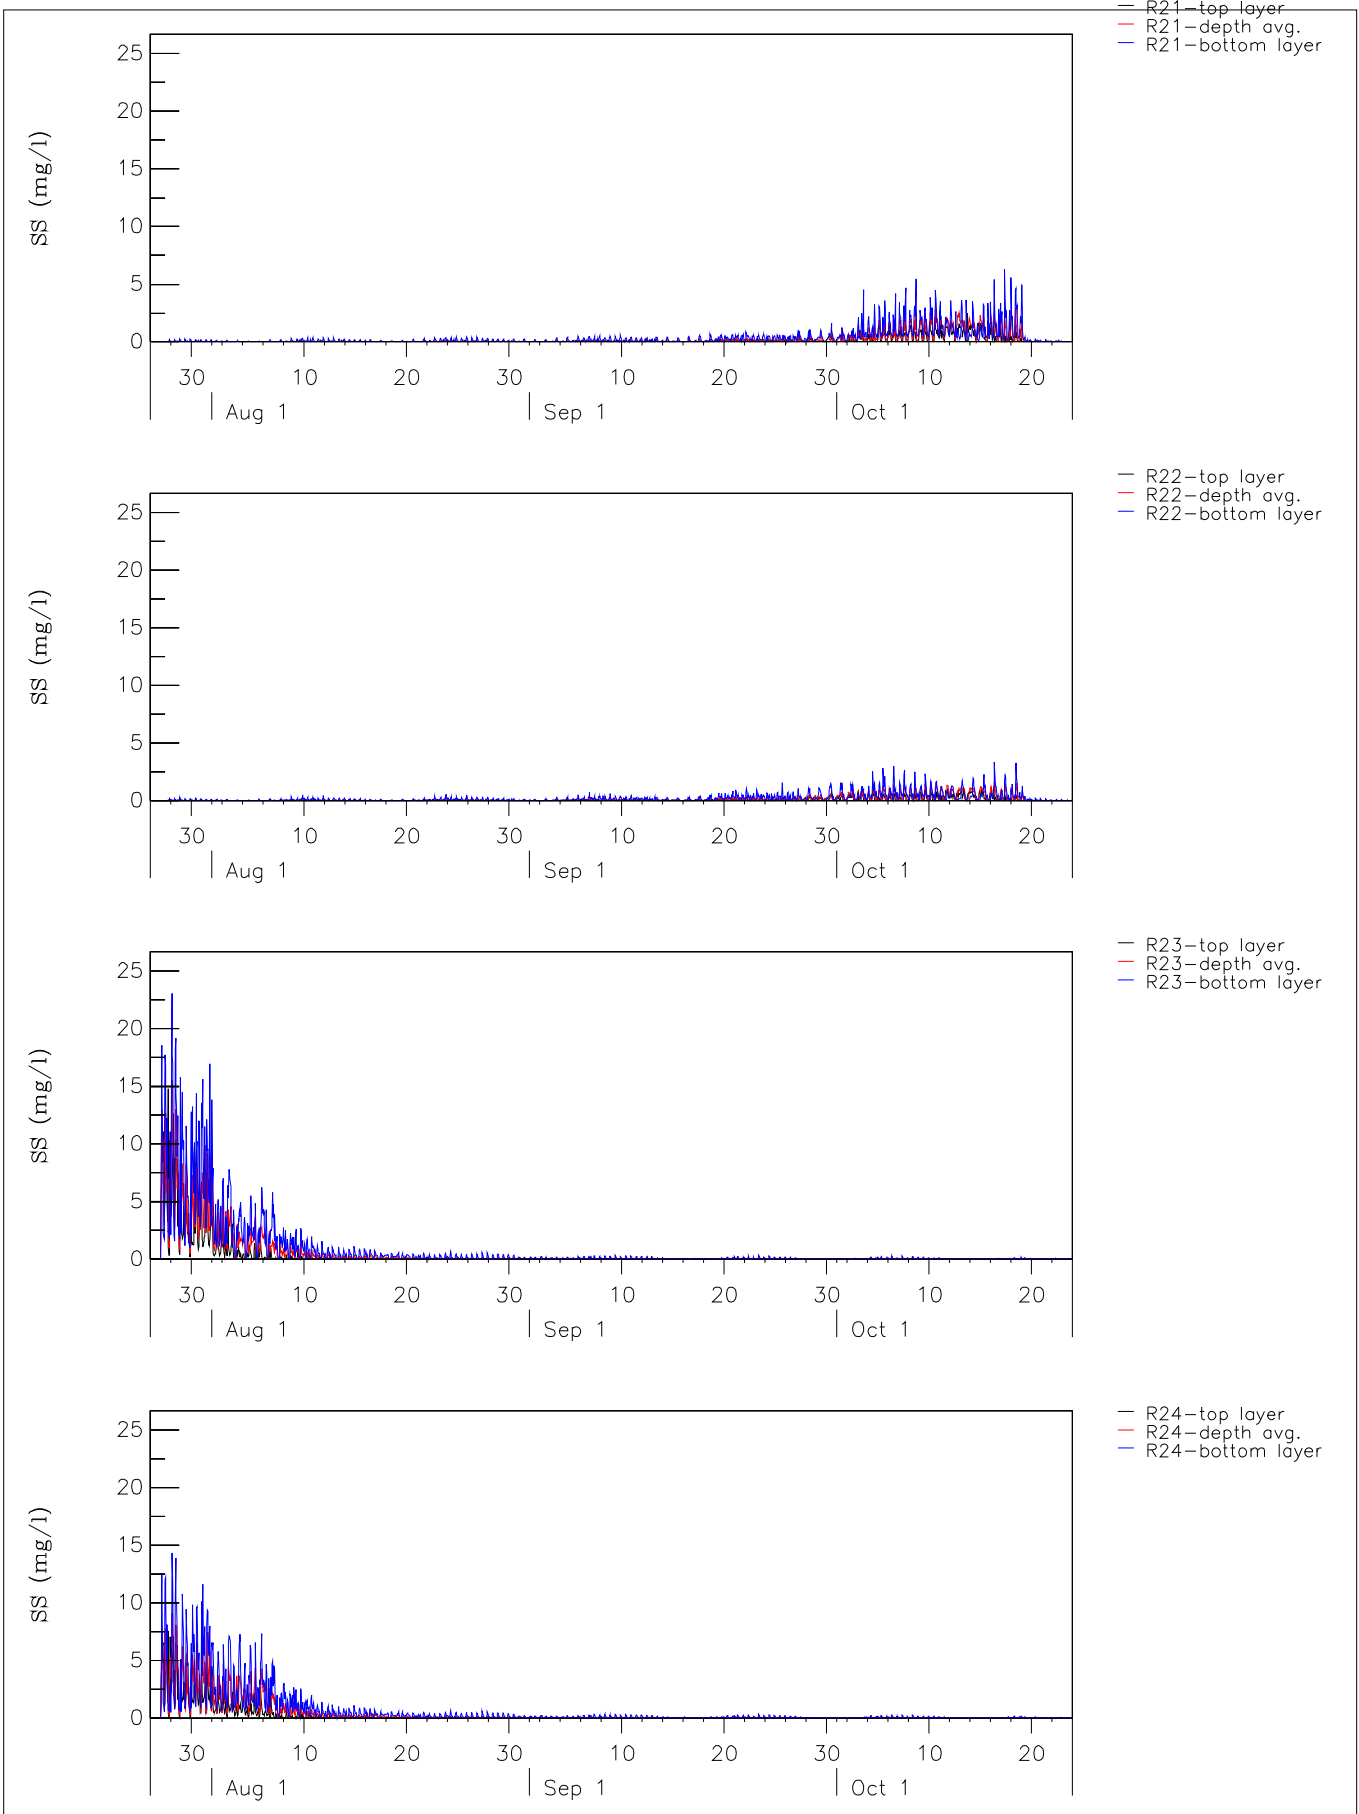 R21-top layer
R21-depth avg.
R21-bottom layer
25
20
15
10
5
0
SS (mg/l)
30 10 20 30 10 20 30 10 20
Aug 1 Sep 1 Oct 1
R22-top layer
R22-depth avg.
R22-bottom layer
25
20
15
10
5
0
SS (mg/l)
30 10 20 30 10 20 30 10 20
Aug 1 Sep 1 Oct 1
R23-top layer
R23-depth avg.
R23-bottom layer
25
20
15
10
5
0
SS (mg/l)
30 10 20 30 10 20 30 10 20
Aug 1 Sep 1 Oct 1
R24-top layer
R24-depth avg.
R24-bottom layer
25
20
15
10
5
0
SS (mg/l)
30 10 20 30 10 20 30 10 20
Aug 1 Sep 1 Oct 1